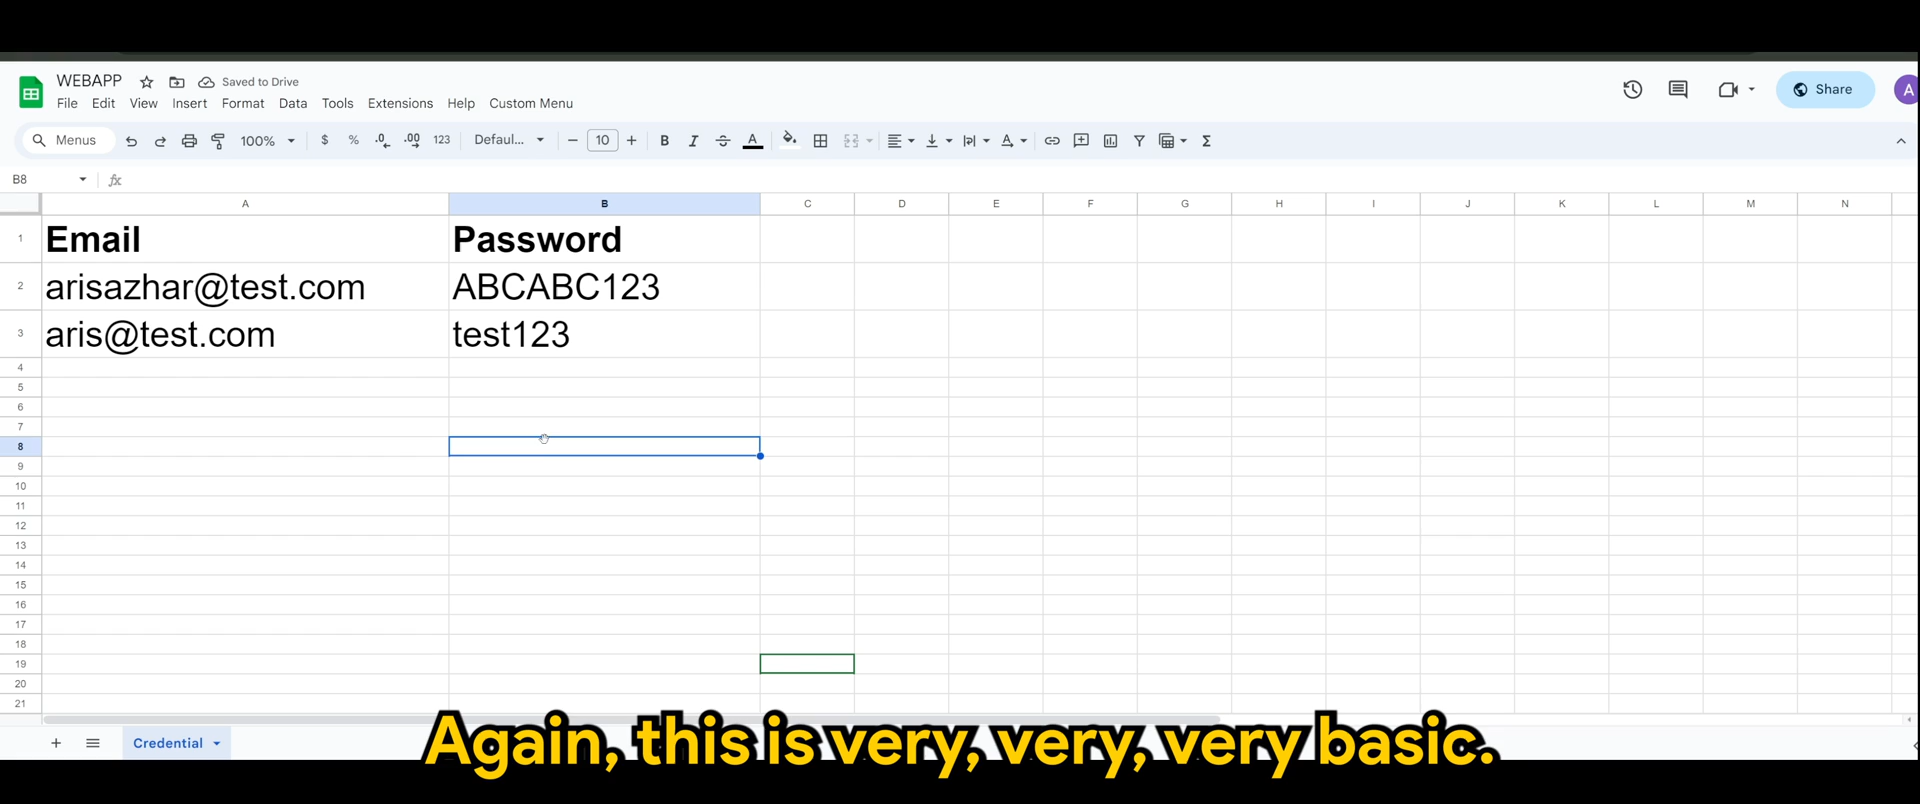 WEBAPP Saved to Drive
File Edit View Insert Format Data Tools Extensions Help Custom Menu
Share
A
Menus 100% $ % .0 .00 123 Defaul... − 10 + B I S A Σ
B8 fx
A B C D E F G H I J K L M N
1 Email Password
2 arisazhar@test.com ABCABC123
3 aris@test.com test123
4
5
6
7
8
9
10
11
12
13
14
15
16
17
18
19
20
21
+ Credential
Again, this is very, very, very basic.